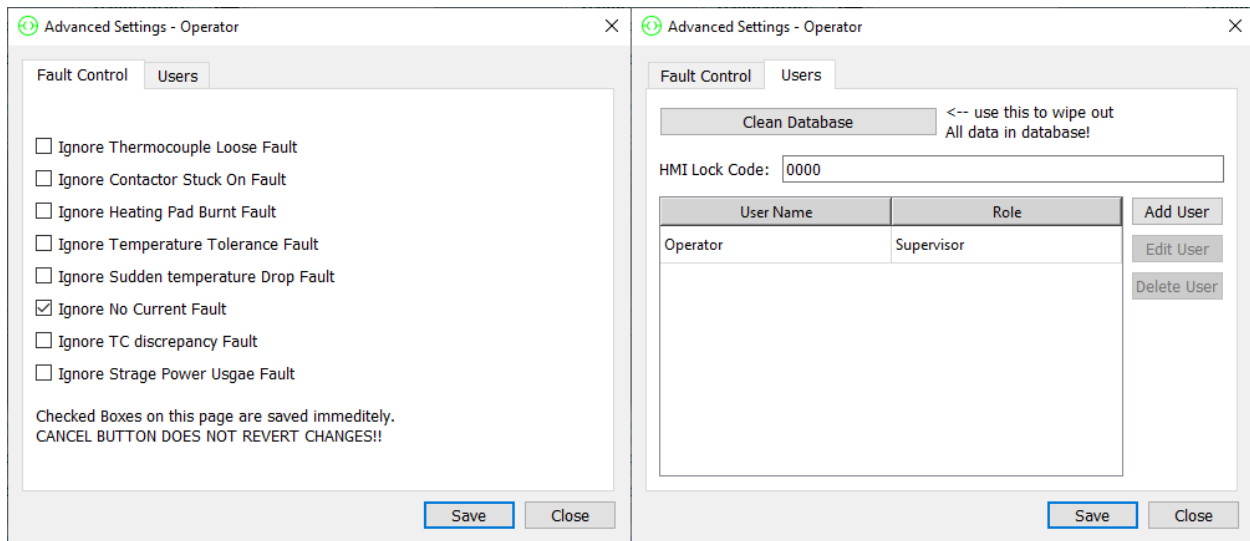 Advanced Settings - Operator
Fault Control Users
Ignore Thermocouple Loose Fault
Ignore Contactor Stuck On Fault
Ignore Heating Pad Burnt Fault
Ignore Temperature Tolerance Fault
Ignore Sudden temperature Drop Fault
Ignore No Current Fault
Ignore TC discrepancy Fault
Ignore Strage Power Usgae Fault
Checked Boxes on this page are saved immeditely.
CANCEL BUTTON DOES NOT REVERT CHANGES!!
Save Close
Advanced Settings - Operator
Fault Control Users
Clean Database <-- use this to wipe out
All data in database!
HMI Lock Code: 0000
User Name Role Add User
Operator Supervisor Edit User
Delete User
Save Close